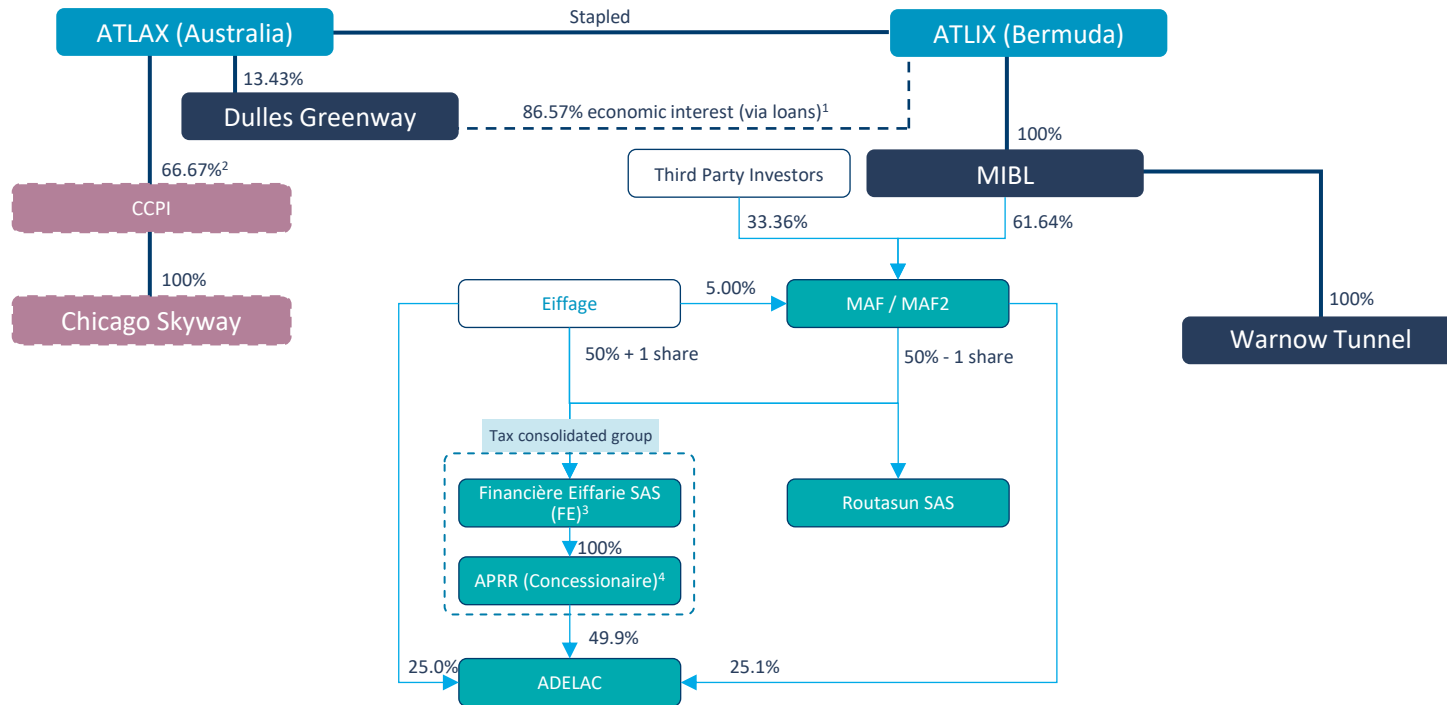 Stapled
ATLAX (Australia)
ATLIX (Bermuda)
13.43%
Dulles Greenway
86.57% economic interest (via loans)¹
100%
66.67%²
Third Party Investors
MIBL
CCPI
33.36%
61.64%
100%
Eiffage
5.00%
MAF / MAF2
100%
Chicago Skyway
Warnow Tunnel
50% + 1 share
50% - 1 share
Tax consolidated group
Financière Eiffarie SAS
(FE)³
Routasun SAS
100%
APRR (Concessionaire)⁴
49.9%
25.0%
ADELAC
25.1%